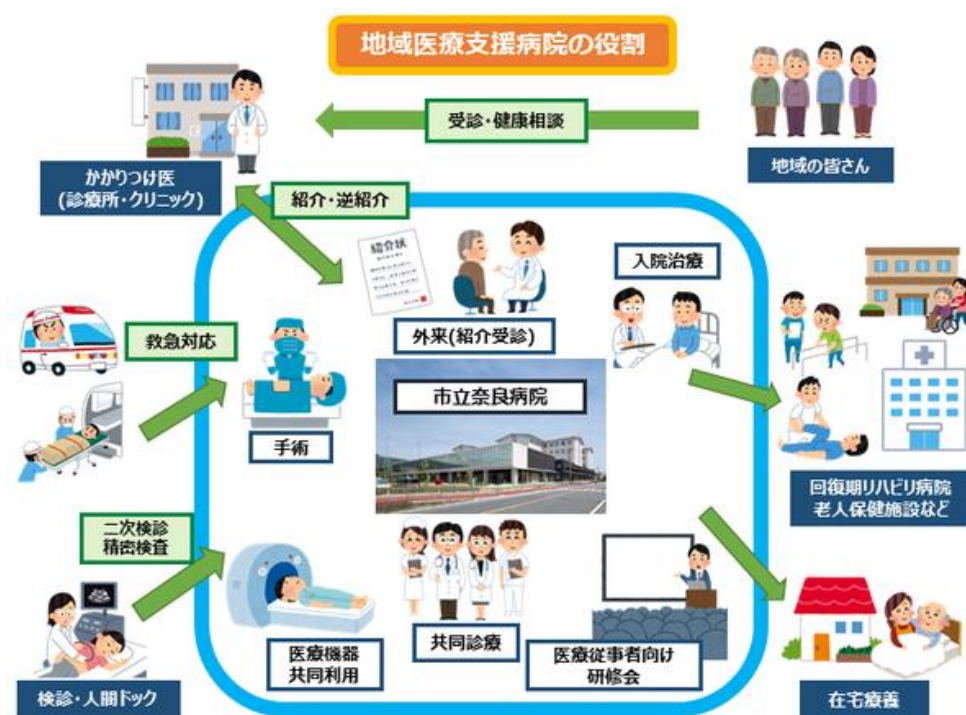 地域医療支援病院の役割
受診・健康相談
地域の皆さん
かかりつけ医
(診療所・クリニック)
紹介・逆紹介
紹介状
入院治療
救急対応
外来(紹介受診)
市立奈良病院
手術
回復期リハビリ病院
老人保健施設など
二次検診
精密検査
共同診療
医療機器
共同利用
医療従事者向け
研修会
検診・人間ドック
在宅療養